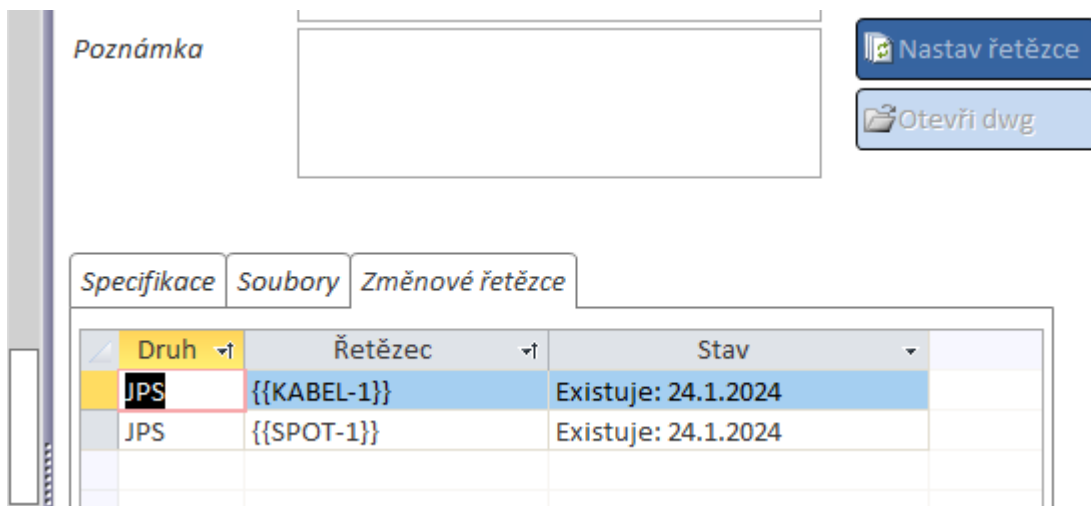 Poznámka
Nastav řetězce
Otevři dwg
Specifikace Soubory Změnové řetězce
Druh Řetězec Stav
JPS {{KABEL-1}} Existuje: 24.1.2024
JPS {{SPOT-1}} Existuje: 24.1.2024